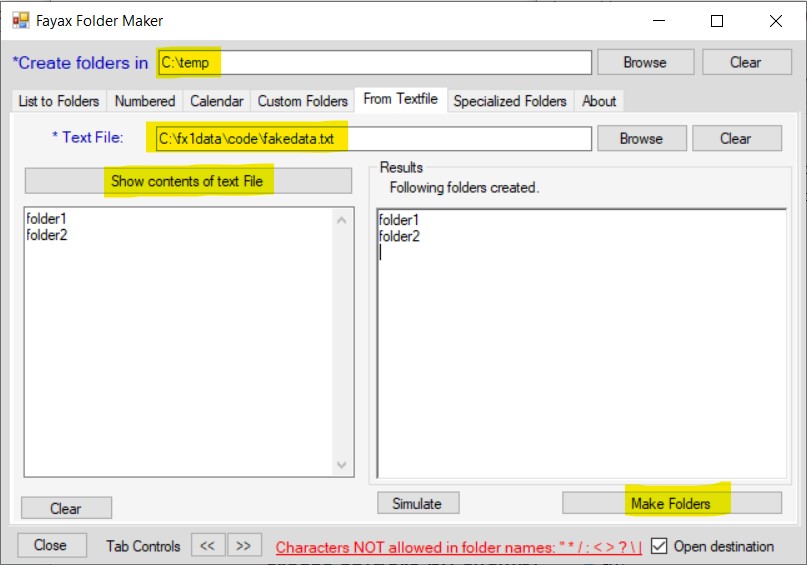 Fayax Folder Maker
*Create folders in C:\temp Browse Clear
List to Folders Numbered Calendar Custom Folders From Textfile Specialized Folders About
* Text File: C:\fx1data\code\fakedata.txt Browse Clear
Show contents of text File
folder1
folder2
Clear
Results
Following folders created.
folder1
folder2
Simulate Make Folders
Close Tab Controls << >> Characters NOT allowed in folder names: " * / : < > ? \ | Open destination